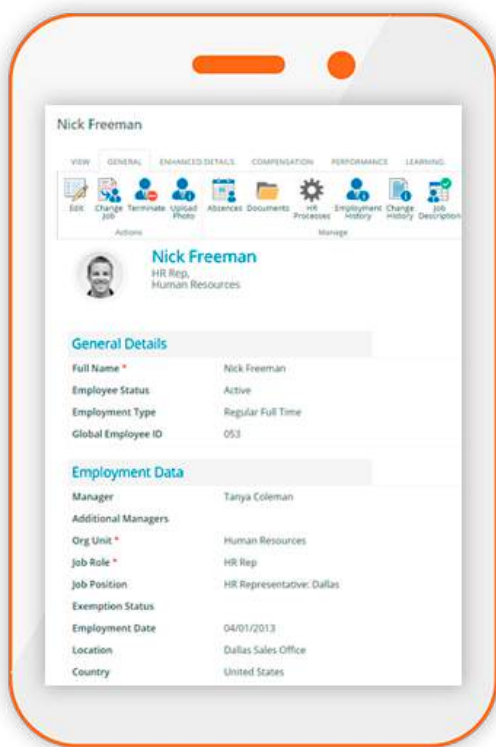 Nick Freeman
VIEW GENERAL ENHANCED DETAILS COMPENSATION PERFORMANCE LEARNING
Edit Change Job Terminate Upload Photo Absences Documents HR Processes Employment History Change History Job Description
Actions Manage
Nick Freeman
HR Rep,
Human Resources
General Details
Full Name * Nick Freeman
Employee Status Active
Employment Type Regular Full Time
Global Employee ID 053
Employment Data
Manager Tanya Coleman
Additional Managers
Org Unit * Human Resources
Job Role * HR Rep
Job Position HR Representative: Dallas
Exemption Status
Employment Date 04/01/2013
Location Dallas Sales Office
Country United States